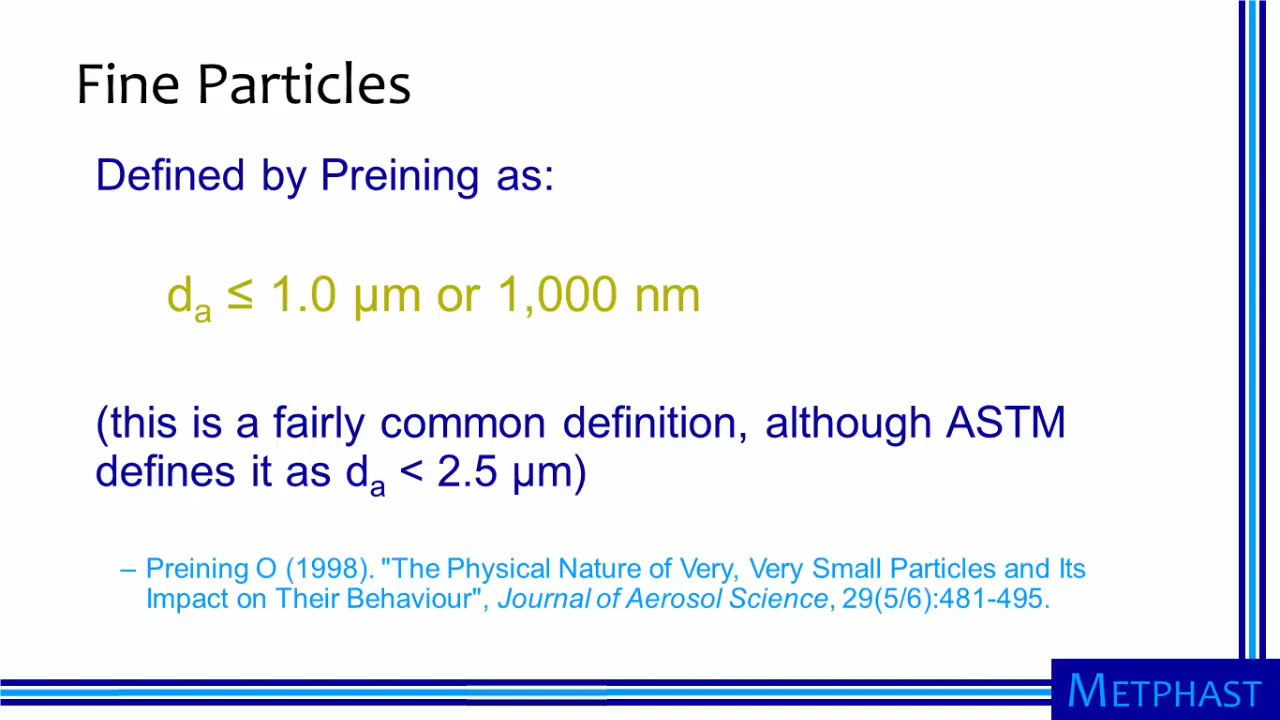 Fine Particles
Defined by Preining as:
dₐ ≤ 1.0 µm or 1,000 nm
(this is a fairly common definition, although ASTM
defines it as dₐ < 2.5 µm)
– Preining O (1998). "The Physical Nature of Very, Very Small Particles and Its
Impact on Their Behaviour", Journal of Aerosol Science, 29(5/6):481-495.
METPHAST